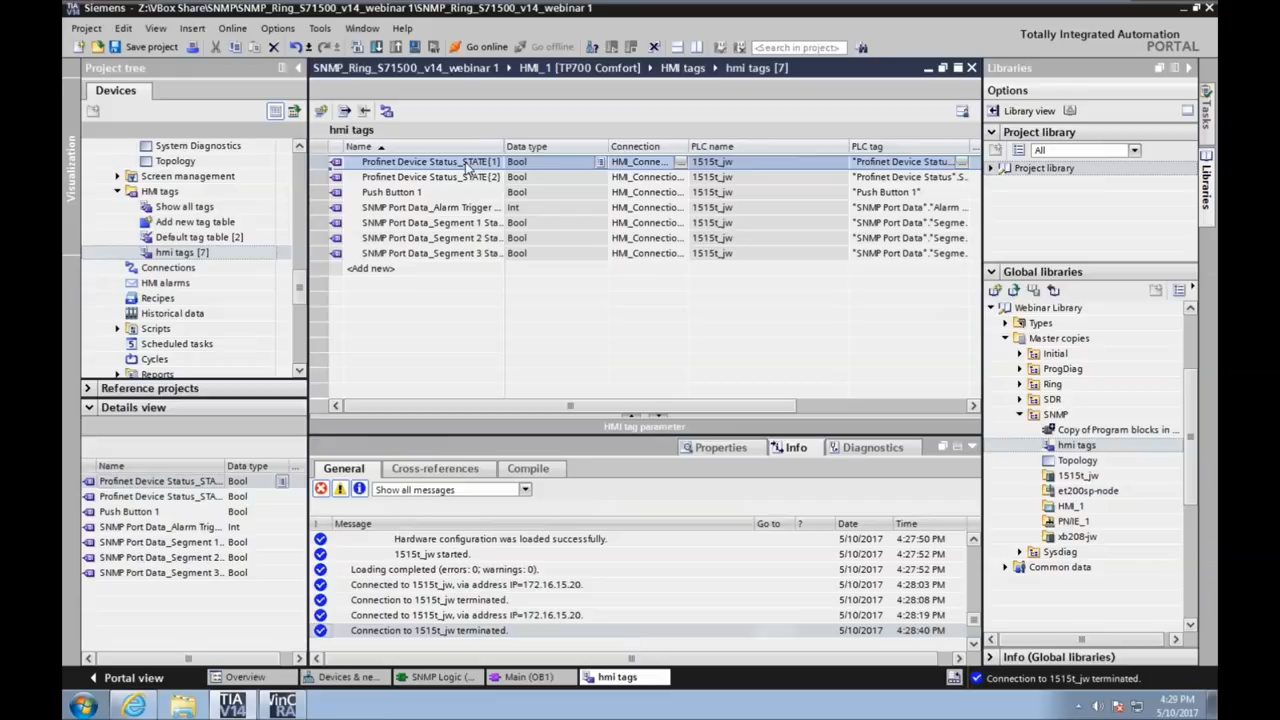 Siemens - Z:\VBox Share\SNMP\SNMP_Ring_S71500_v14_webinar 1\SNMP_Ring_S71500_v14_webinar 1
TIA
V14
Project Edit View Insert Online Options Tools Window Help
Totally Integrated Automation
PORTAL
Save project
Go online
Go offline
<Search in project>
Project tree
SNMP_Ring_S71500_v14_webinar 1 HMI_1 [TP700 Comfort] HMI tags hmi tags [7]
Libraries
Devices
Options
Library view
Visualization
Tasks
Libraries
System Diagnostics
Topology
Screen management
HMI tags
Show all tags
Add new tag table
Default tag table [2]
hmi tags [7]
Connections
HMI alarms
Recipes
Historical data
Scripts
Scheduled tasks
Cycles
Reports
Reference projects
Details view
Name Data type ...
Profinet Device Status_STA... Bool
Profinet Device Status_STA... Bool
Push Button 1 Bool
SNMP Port Data_Alarm Trig... Int
SNMP Port Data_Segment 1... Bool
SNMP Port Data_Segment 2... Bool
SNMP Port Data_Segment 3... Bool
hmi tags
Name Data type Connection PLC name PLC tag ...
Profinet Device Status_STATE{1} Bool HMI_Conne... 1515t_jw "Profinet Device Statu...
Profinet Device Status_STATE{2} Bool HMI_Connectio... 1515t_jw "Profinet Device Status".S...
Push Button 1 Bool HMI_Connectio... 1515t_jw "Push Button 1"
SNMP Port Data_Alarm Trigger ... Int HMI_Connectio... 1515t_jw "SNMP Port Data"."Alarm ...
SNMP Port Data_Segment 1 Sta... Bool HMI_Connectio... 1515t_jw "SNMP Port Data"."Segme...
SNMP Port Data_Segment 2 Sta... Bool HMI_Connectio... 1515t_jw "SNMP Port Data"."Segme...
SNMP Port Data_Segment 3 Sta... Bool HMI_Connectio... 1515t_jw "SNMP Port Data"."Segme...
<Add new>
HMI tag parameter
Properties Info Diagnostics
General Cross-references Compile
Show all messages
! Message Go to ? Date Time
Hardware configuration was loaded successfully. 5/10/2017 4:27:50 PM
1515t_jw started. 5/10/2017 4:27:52 PM
Loading completed (errors: 0; warnings: 0). 5/10/2017 4:27:52 PM
Connected to 1515t_jw, via address IP=172.16.15.20. 5/10/2017 4:28:03 PM
Connection to 1515t_jw terminated. 5/10/2017 4:28:08 PM
Connected to 1515t_jw, via address IP=172.16.15.20. 5/10/2017 4:28:19 PM
Connection to 1515t_jw terminated. 5/10/2017 4:28:40 PM
Project library
All
Project library
Global libraries
Webinar Library
Types
Master copies
Initial
ProgDiag
Ring
SDR
SNMP
Copy of Program blocks in ...
hmi tags
Topology
1515t_jw
et200sp-node
HMI_1
PN/IE_1
xb208-jw
Sysdiag
Common data
Info (Global libraries)
Portal view
Overview
Devices & ne...
SNMP Logic (...
Main (OB1)
hmi tags
Connection to 1515t_jw terminated.
TIA
V14
WinC
RA
4:29 PM
5/10/2017